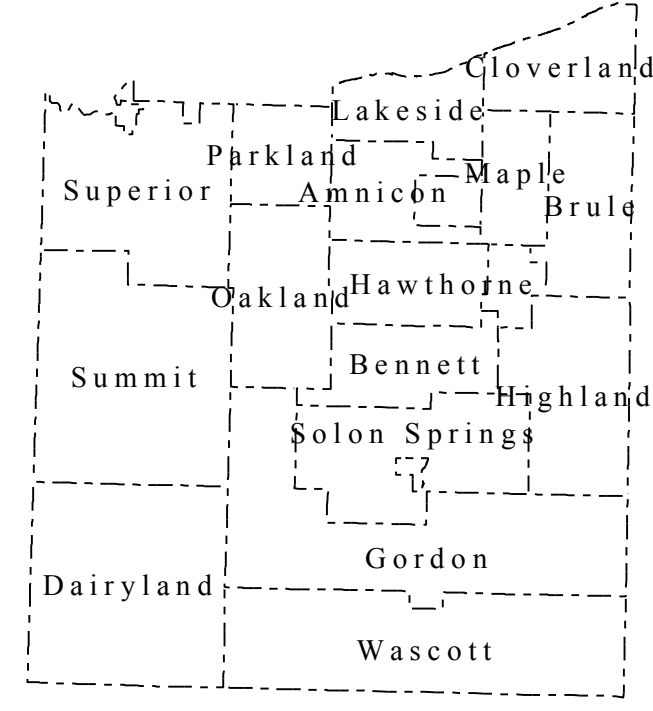 Cloverland
Lakeside
Parkland
Maple
Superior
Amnicon
Brule
Hawthorne
Oakland
Bennett
Summit
Highland
Solon Springs
Gordon
Dairyland
Wascott